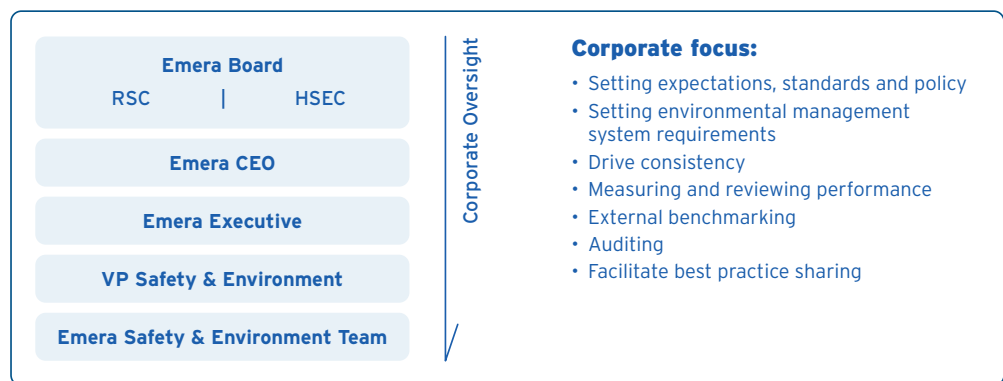 Emera Board
RSC | HSEC
Emera CEO
Emera Executive
VP Safety & Environment
Emera Safety & Environment Team
Corporate Oversight
Corporate focus:
• Setting expectations, standards and policy
• Setting environmental management
system requirements
• Drive consistency
• Measuring and reviewing performance
• External benchmarking
• Auditing
• Facilitate best practice sharing